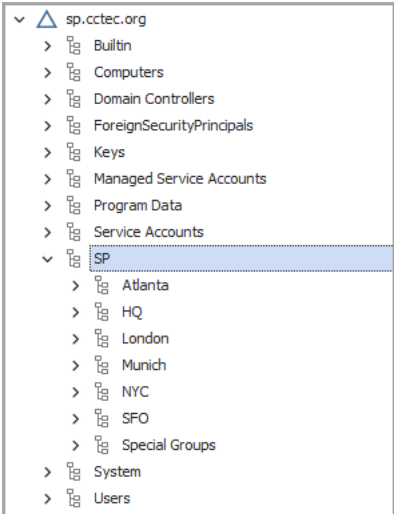 sp.cctec.org
Builtin
Computers
Domain Controllers
ForeignSecurityPrincipals
Keys
Managed Service Accounts
Program Data
Service Accounts
SP
Atlanta
HQ
London
Munich
NYC
SFO
Special Groups
System
Users